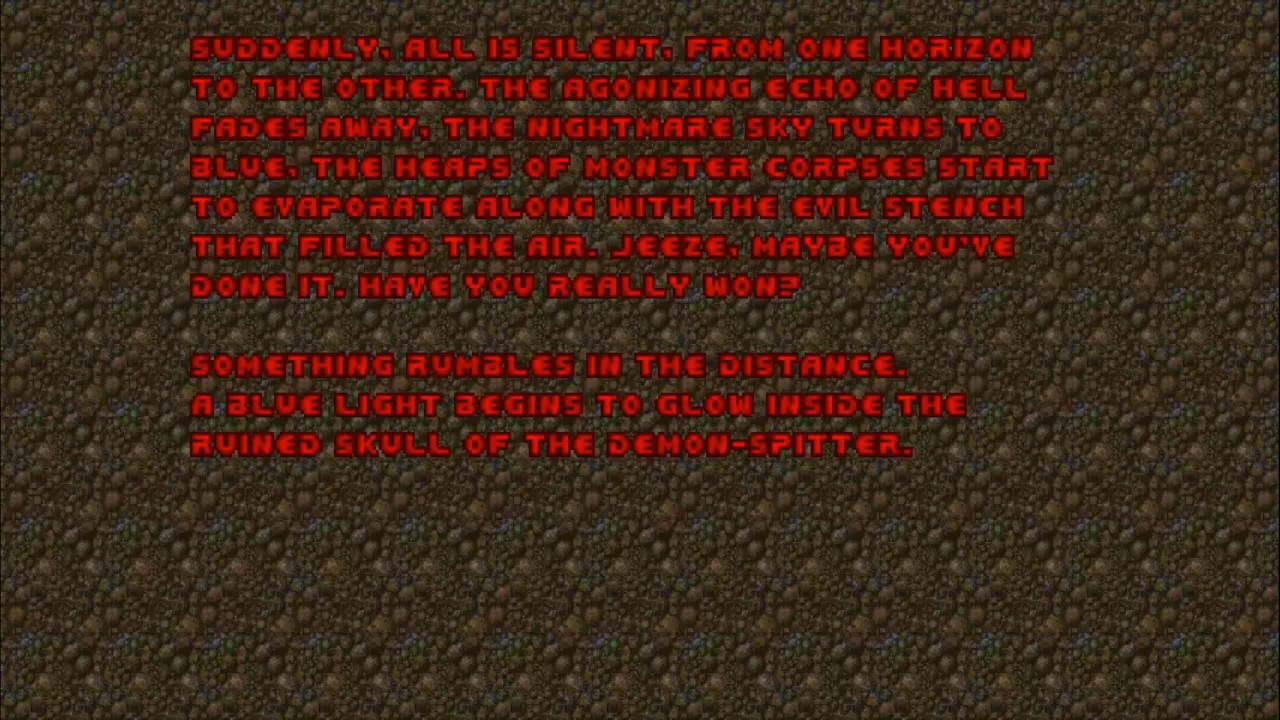 SUDDENLY, ALL IS SILENT, FROM ONE HORIZON
TO THE OTHER. THE AGONIZING ECHO OF HELL
FADES AWAY, THE NIGHTMARE SKY TURNS TO
BLUE, THE HEAPS OF MONSTER CORPSES START
TO EVAPORATE ALONG WITH THE EVIL STENCH
THAT FILLED THE AIR. JEEZE, MAYBE YOU'VE
DONE IT. HAVE YOU REALLY WON?
SOMETHING RUMBLES IN THE DISTANCE.
A BLUE LIGHT BEGINS TO GLOW INSIDE THE
RUINED SKULL OF THE DEMON-SPITTER.